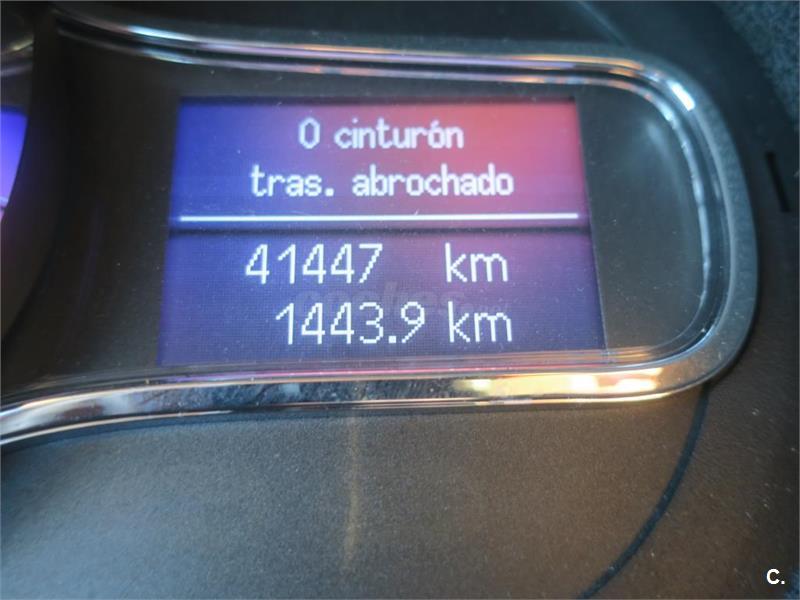 0 cinturón
tras. abrochado
41447 km
1443.9 km
C.